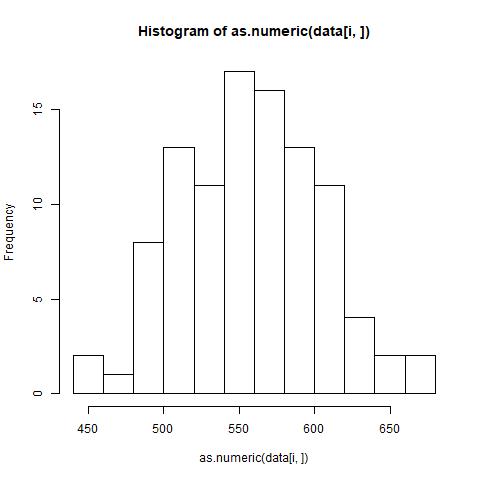 Histogram of as.numeric(data[i, ])
Frequency
15
10
5
0
450 500 550 600 650
as.numeric(data[i, ])